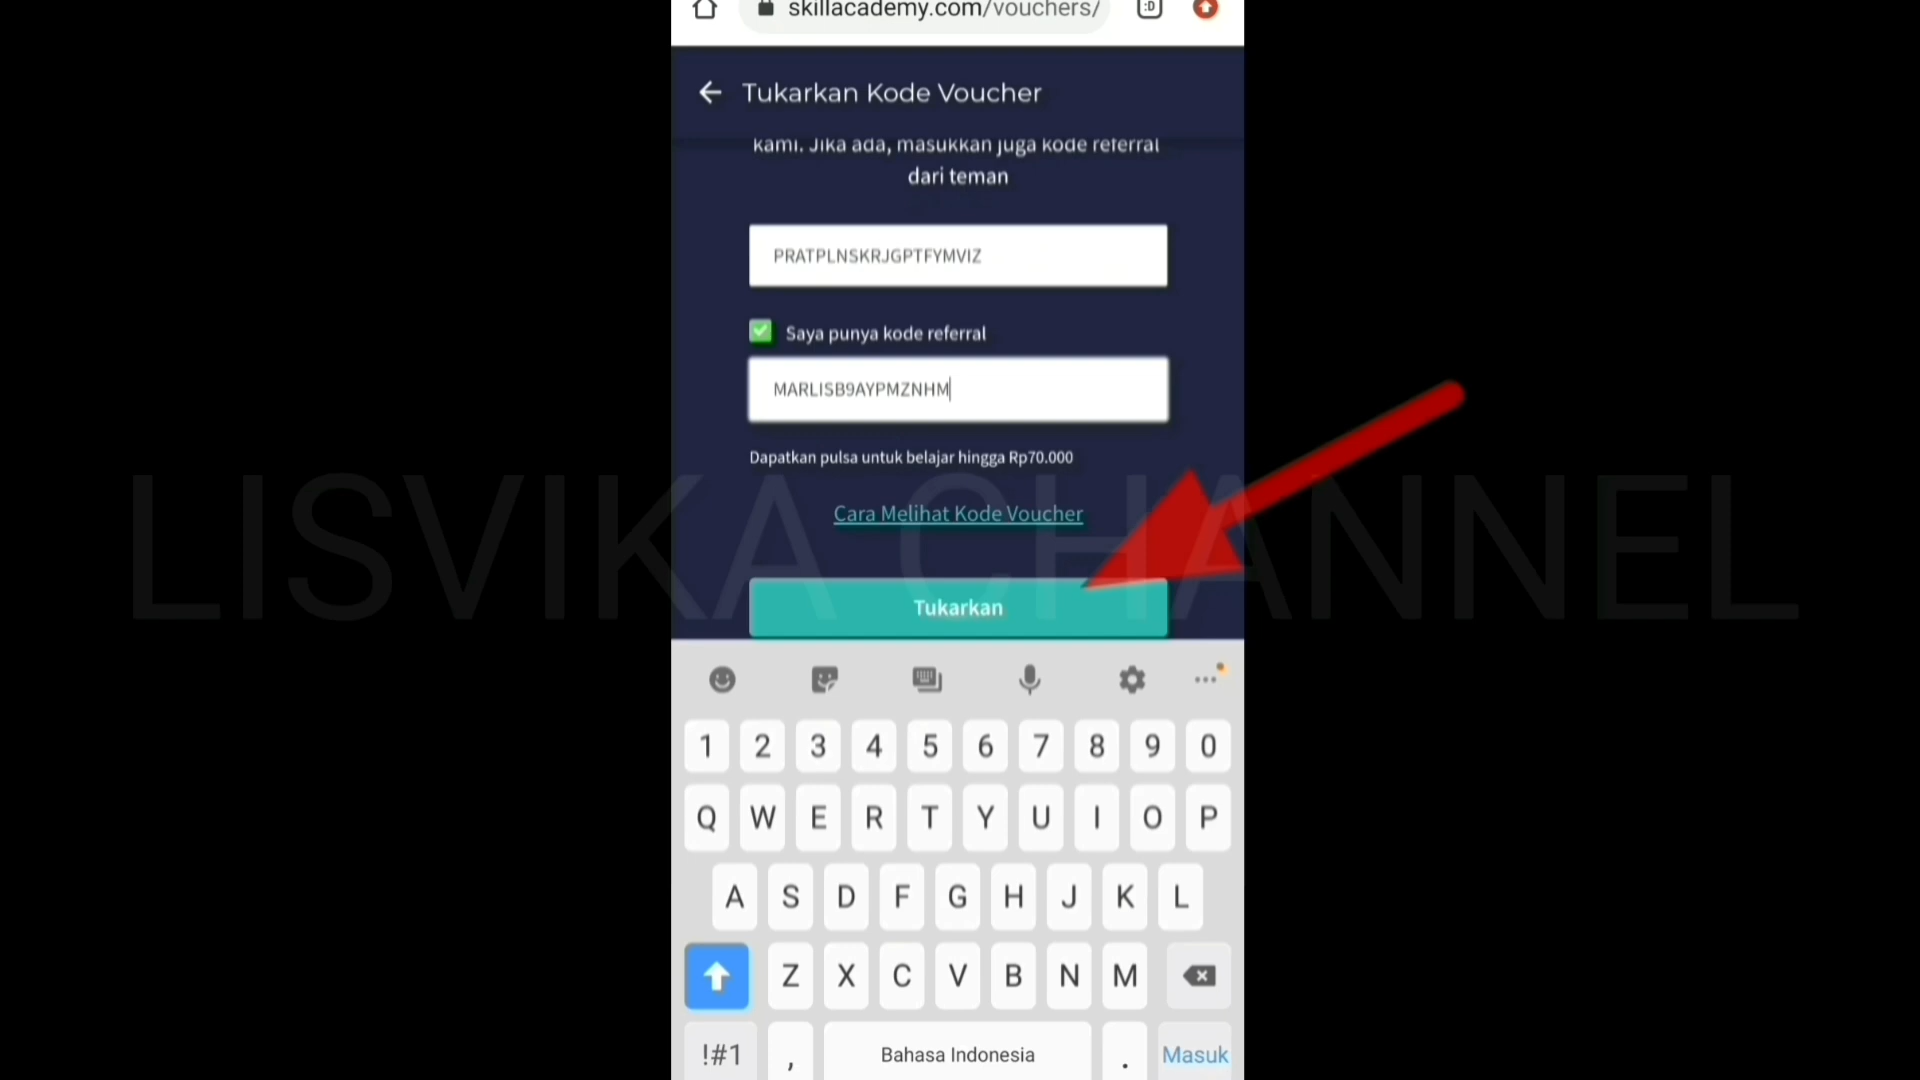 skillacademy.com/vouchers/
:D
Tukarkan Kode Voucher
kami. Jika ada, masukkan juga kode referral
dari teman
PRATPLNSKRJGPTFYMVIZ
Saya punya kode referral
MARLISB9AYPMZNHM
Dapatkan pulsa untuk belajar hingga Rp70.000
Cara Melihat Kode Voucher
LISVIKA CHANNEL
Tukarkan
1 2 3 4 5 6 7 8 9 0
Q W E R T Y U I O P
A S D F G H J K L
Z X C V B N M
!#1 , Bahasa Indonesia . Masuk